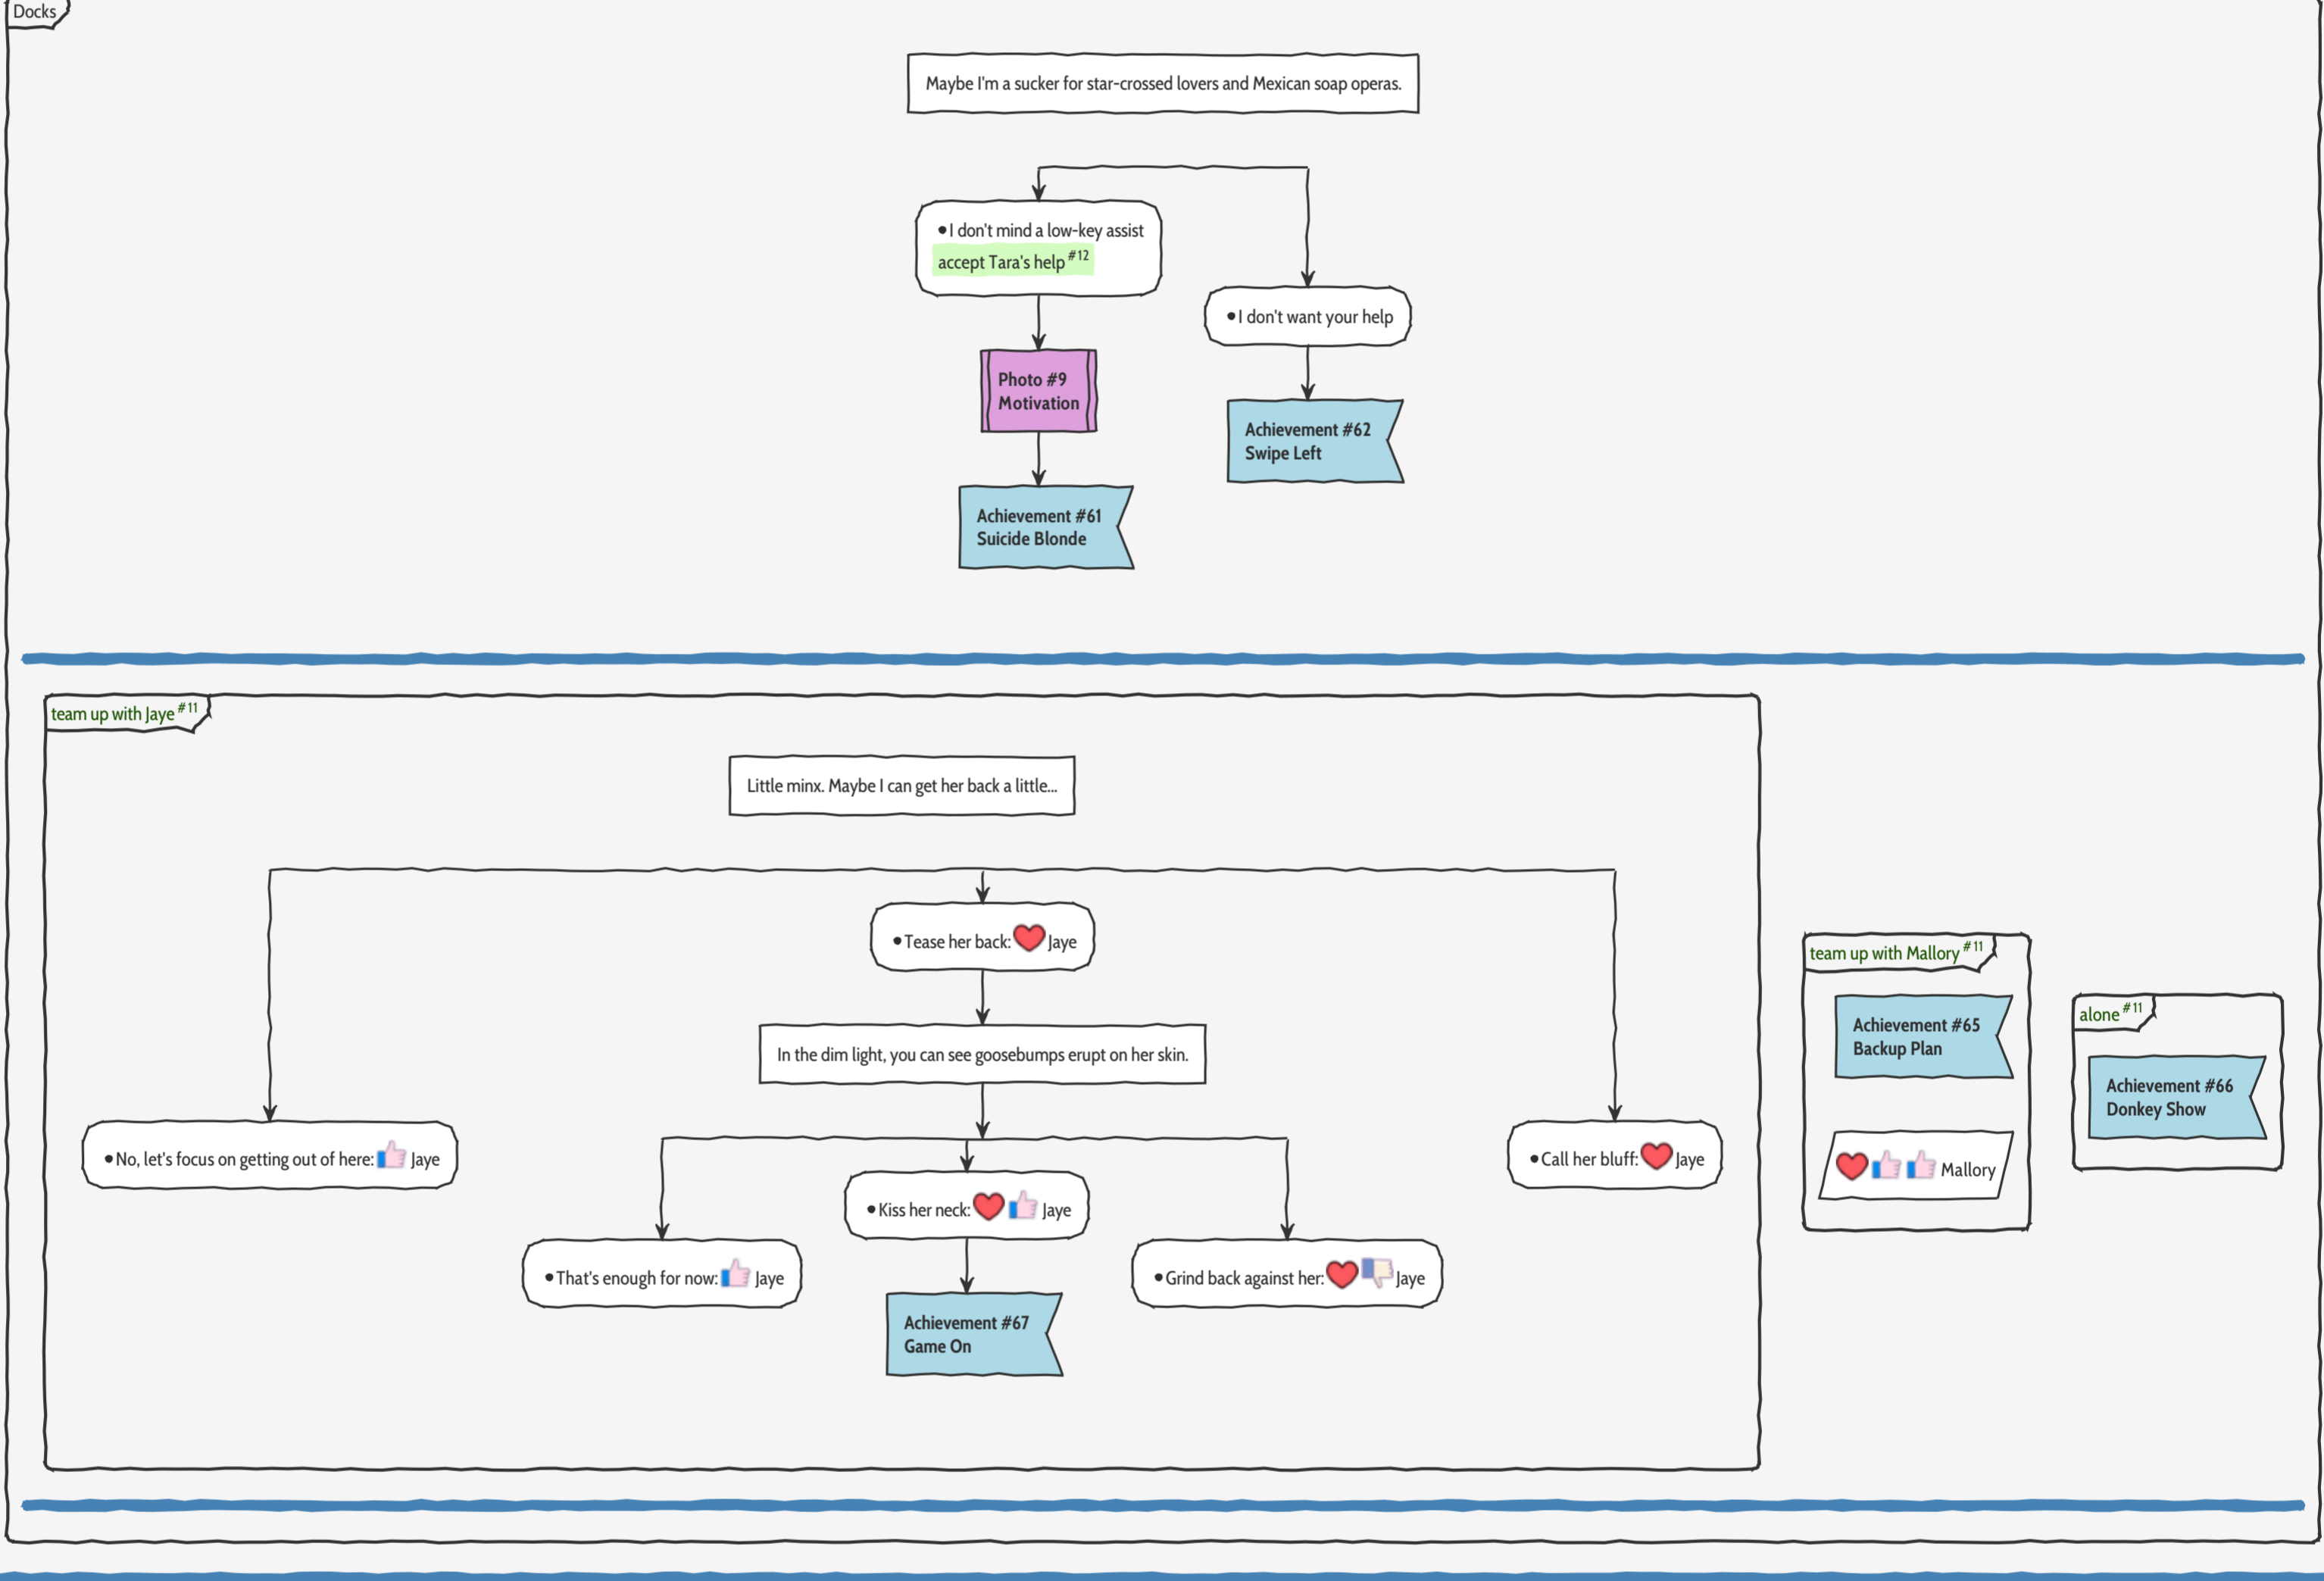 Docks
Maybe I'm a sucker for star-crossed lovers and Mexican soap operas.
•I don't mind a low-key assist
accept Tara's help #12
•I don't want your help
Photo #9
Motivation
Achievement #62
Swipe Left
Achievement #61
Suicide Blonde
team up with Jaye #11
Little minx. Maybe I can get her back a little...
•Tease her back: Jaye
In the dim light, you can see goosebumps erupt on her skin.
•No, let's focus on getting out of here: Jaye
•Call her bluff: Jaye
•Kiss her neck: Jaye
•That's enough for now: Jaye
•Grind back against her: Jaye
Achievement #67
Game On
team up with Mallory #11
Achievement #65
Backup Plan
Mallory
alone #11
Achievement #66
Donkey Show